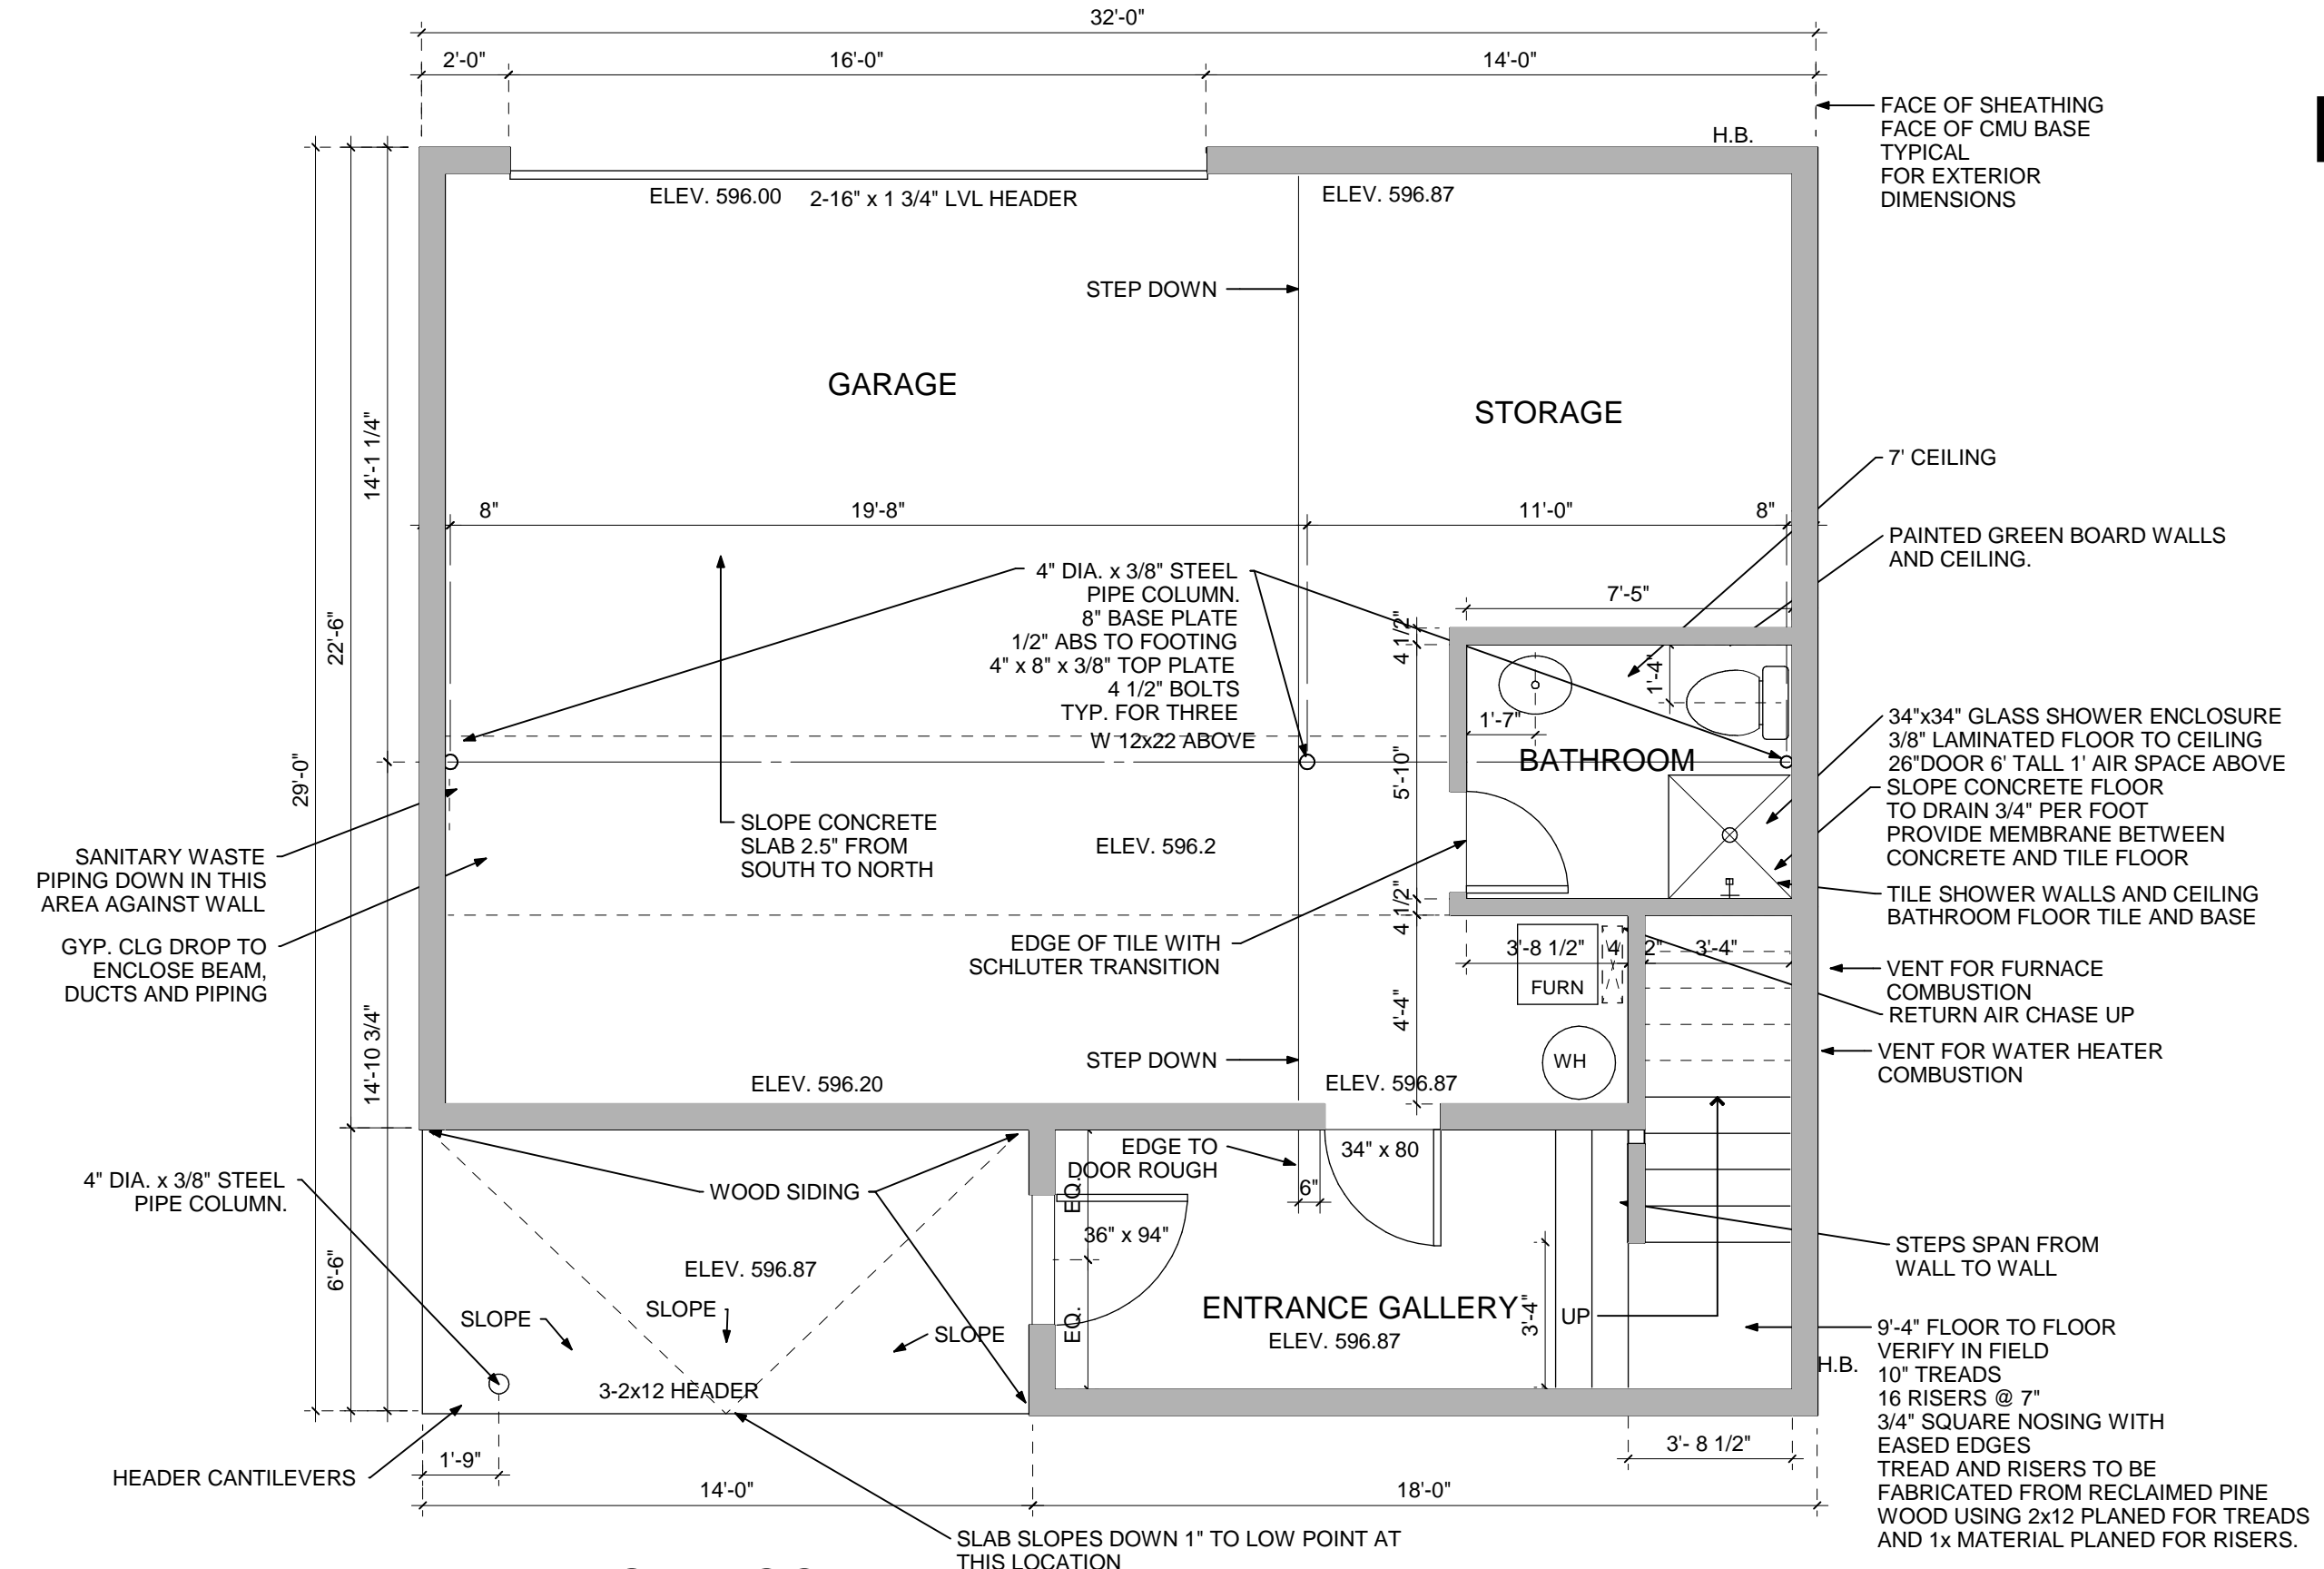 32'-0"
2'-0"
16'-0"
14'-0"
FACE OF SHEATHING
FACE OF CMU BASE
TYPICAL
FOR EXTERIOR
DIMENSIONS
H.B.
ELEV. 596.00
2-16" x 1 3/4" LVL HEADER
ELEV. 596.87
STEP DOWN
GARAGE
STORAGE
14'-1 1/4"
22'-6"
29'-0"
7' CEILING
8"
19'-8"
11'-0"
8"
PAINTED GREEN BOARD WALLS
AND CEILING.
4" DIA. x 3/8" STEEL
PIPE COLUMN.
8" BASE PLATE
1/2" ABS TO FOOTING
4" x 8" x 3/8" TOP PLATE
4 1/2" BOLTS
TYP. FOR THREE
W 12x22 ABOVE
7'-5"
4 1/2"
1'-4"
1'-7"
BATHROOM
5'-10"
34"x34" GLASS SHOWER ENCLOSURE
3/8" LAMINATED FLOOR TO CEILING
26"DOOR 6' TALL 1' AIR SPACE ABOVE
SLOPE CONCRETE FLOOR
TO DRAIN 3/4" PER FOOT
PROVIDE MEMBRANE BETWEEN
CONCRETE AND TILE FLOOR
TILE SHOWER WALLS AND CEILING
BATHROOM FLOOR TILE AND BASE
SLOPE CONCRETE
SLAB 2.5" FROM
SOUTH TO NORTH
ELEV. 596.2
SANITARY WASTE
PIPING DOWN IN THIS
AREA AGAINST WALL
GYP. CLG DROP TO
ENCLOSE BEAM,
DUCTS AND PIPING
EDGE OF TILE WITH
SCHLUTER TRANSITION
4 1/2"
3'-8 1/2"
4
2"
3'-4"
FURN
VENT FOR FURNACE
COMBUSTION
RETURN AIR CHASE UP
VENT FOR WATER HEATER
COMBUSTION
4'-4"
14'-10 3/4"
STEP DOWN
WH
ELEV. 596.20
ELEV. 596.87
EDGE TO
DOOR ROUGH
34" x 80
6"
4" DIA. x 3/8" STEEL
PIPE COLUMN.
WOOD SIDING
EQ.
36" x 94"
EQ.
6'-6"
ELEV. 596.87
SLOPE
SLOPE
SLOPE
ENTRANCE GALLERY
ELEV. 596.87
3'-4"
UP
STEPS SPAN FROM
WALL TO WALL
3-2x12 HEADER
H.B.
9'-4" FLOOR TO FLOOR
VERIFY IN FIELD
10" TREADS
16 RISERS @ 7"
3/4" SQUARE NOSING WITH
EASED EDGES
TREAD AND RISERS TO BE
FABRICATED FROM RECLAIMED PINE
WOOD USING 2x12 PLANED FOR TREADS
AND 1x MATERIAL PLANED FOR RISERS.
HEADER CANTILEVERS
1'-9"
3'- 8 1/2"
14'-0"
18'-0"
SLAB SLOPES DOWN 1" TO LOW POINT AT
THIS LOCATION